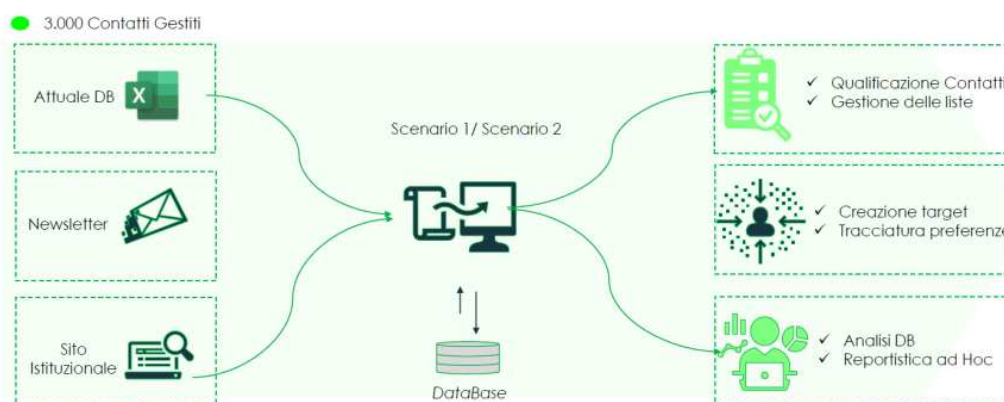 3.000 Contatti Gestiti
Attuale DB
X
Newsletter
Sito
Istituzionale
Scenario 1/ Scenario 2
DataBase
Qualificazione Contatti
Gestione delle liste
Creazione target
Tracciatura preferenze
Analisi DB
Reportistica ad Hoc